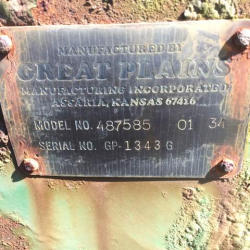 MANUFACTURED BY
GREAT PLAINS
MANUFACTURING INCORPORATED
ASSARIA, KANSAS 67416
MODEL NO. 487585 01 34
SERIAL NO. GP-1343G